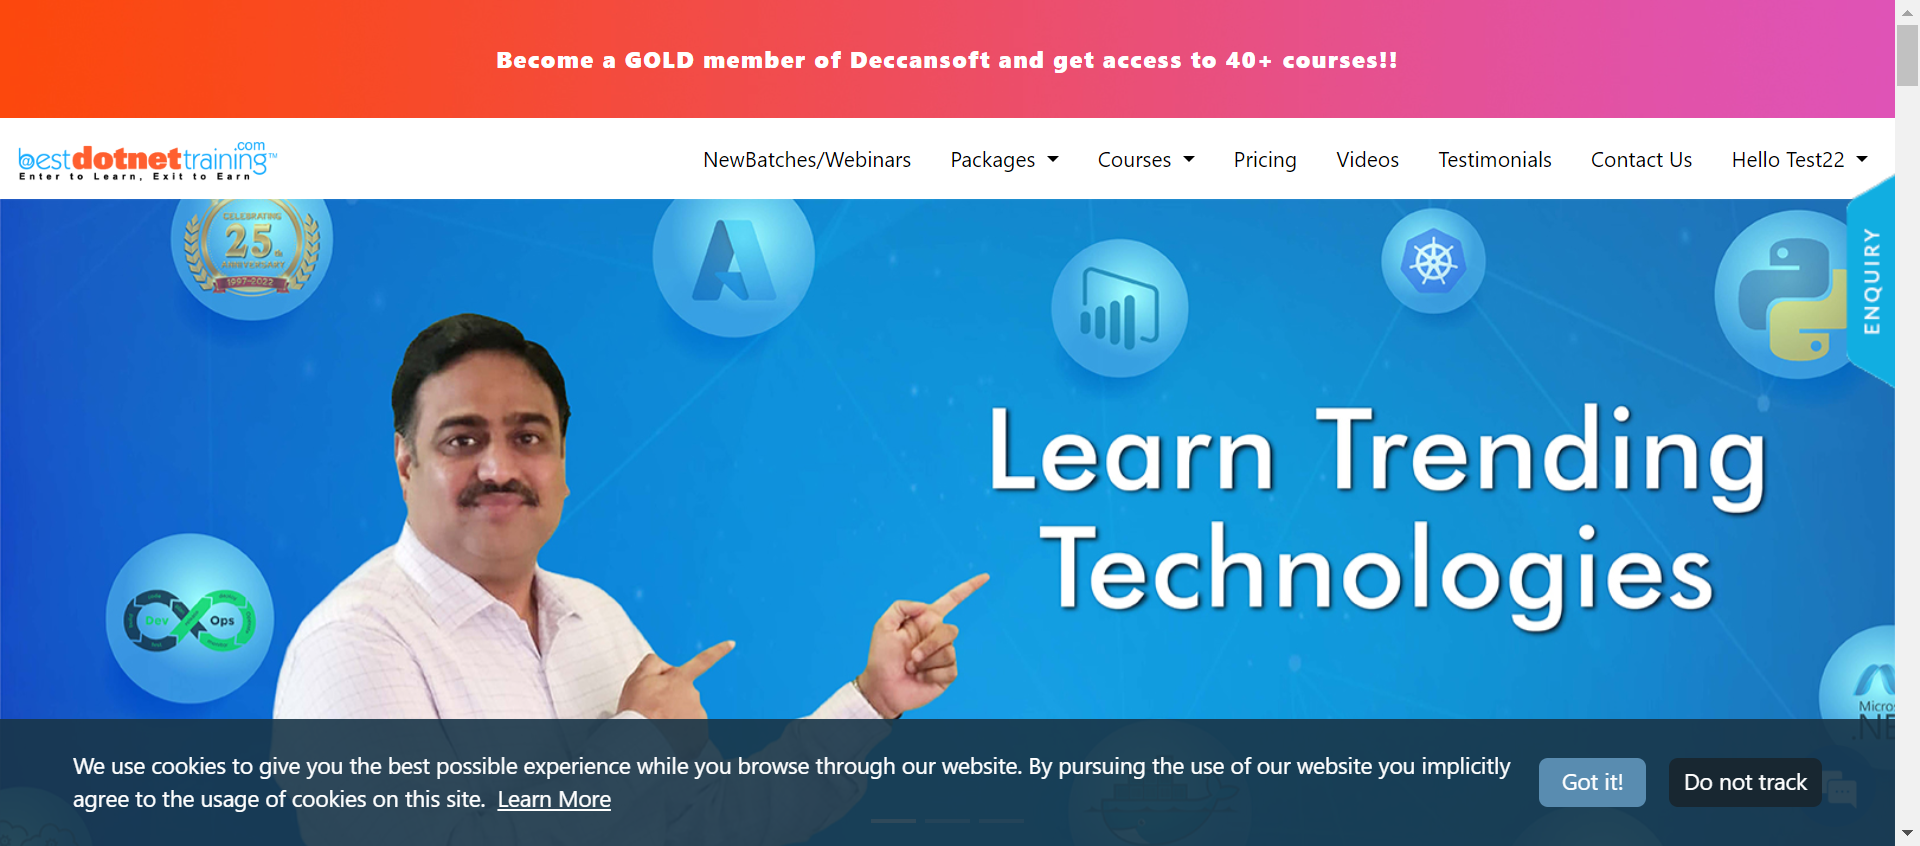 Become a GOLD member of Deccansoft and get access to 40+ courses!!
@bestdotnettraining.com™
Enter to Learn, Exit to Earn
NewBatches/Webinars Packages Courses Pricing Videos Testimonials Contact Us Hello Test22
CELEBRATING
25th
ANNIVERSARY
1997-2022
ENQUIRY
Learn Trending
Technologies
Dev Ops
We use cookies to give you the best possible experience while you browse through our website. By pursuing the use of our website you implicitly
agree to the usage of cookies on this site. Learn More
Got it! Do not track